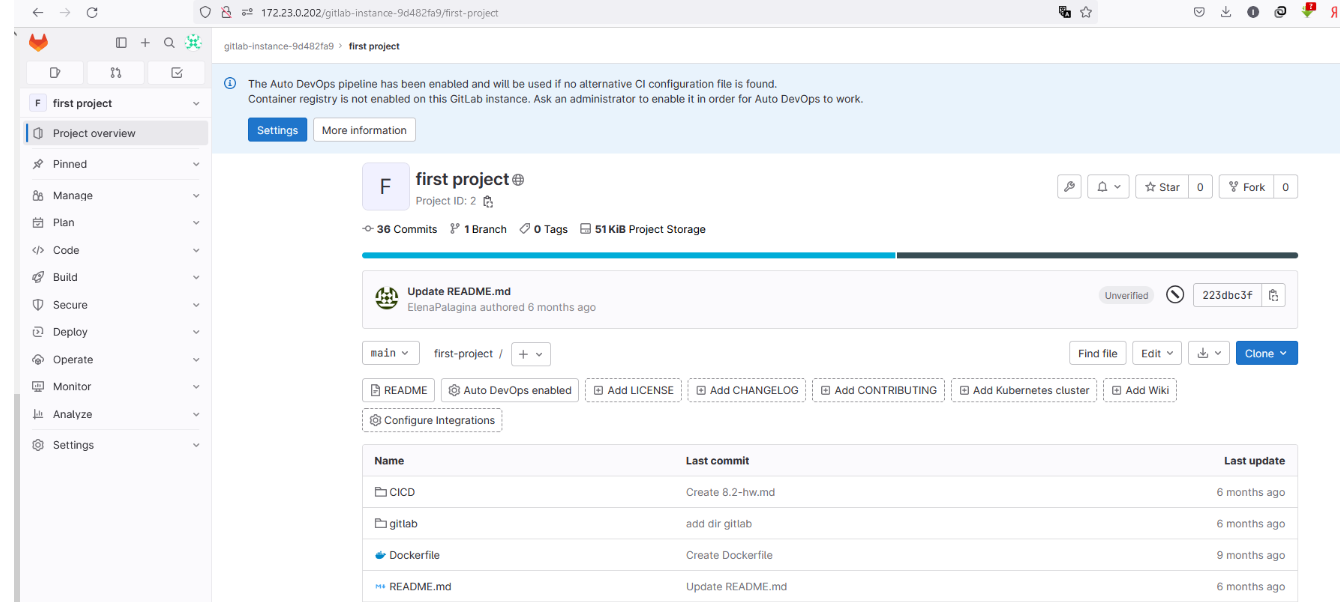 172.23.0.202/gitlab-instance-9d482fa9/first-project
gitlab-instance-9d482fa9 › first project
The Auto DevOps pipeline has been enabled and will be used if no alternative CI configuration file is found.
Container registry is not enabled on this GitLab instance. Ask an administrator to enable it in order for Auto DevOps to work.
Settings More information
F first project
Project overview
Pinned
Manage
Plan
Code
Build
Secure
Deploy
Operate
Monitor
Analyze
Settings
F
first project
Project ID: 2
Star 0 Fork 0
36 Commits 1 Branch 0 Tags 51 KiB Project Storage
Update README.md
ElenaPalagina authored 6 months ago
Unverified 223dbc3f
main first-project / +
Find file Edit Clone
README Auto DevOps enabled Add LICENSE Add CHANGELOG Add CONTRIBUTING Add Kubernetes cluster Add Wiki
Configure Integrations
Name Last commit Last update
CICD Create 8.2-hw.md 6 months ago
gitlab add dir gitlab 6 months ago
Dockerfile Create Dockerfile 9 months ago
README.md Update README.md 6 months ago